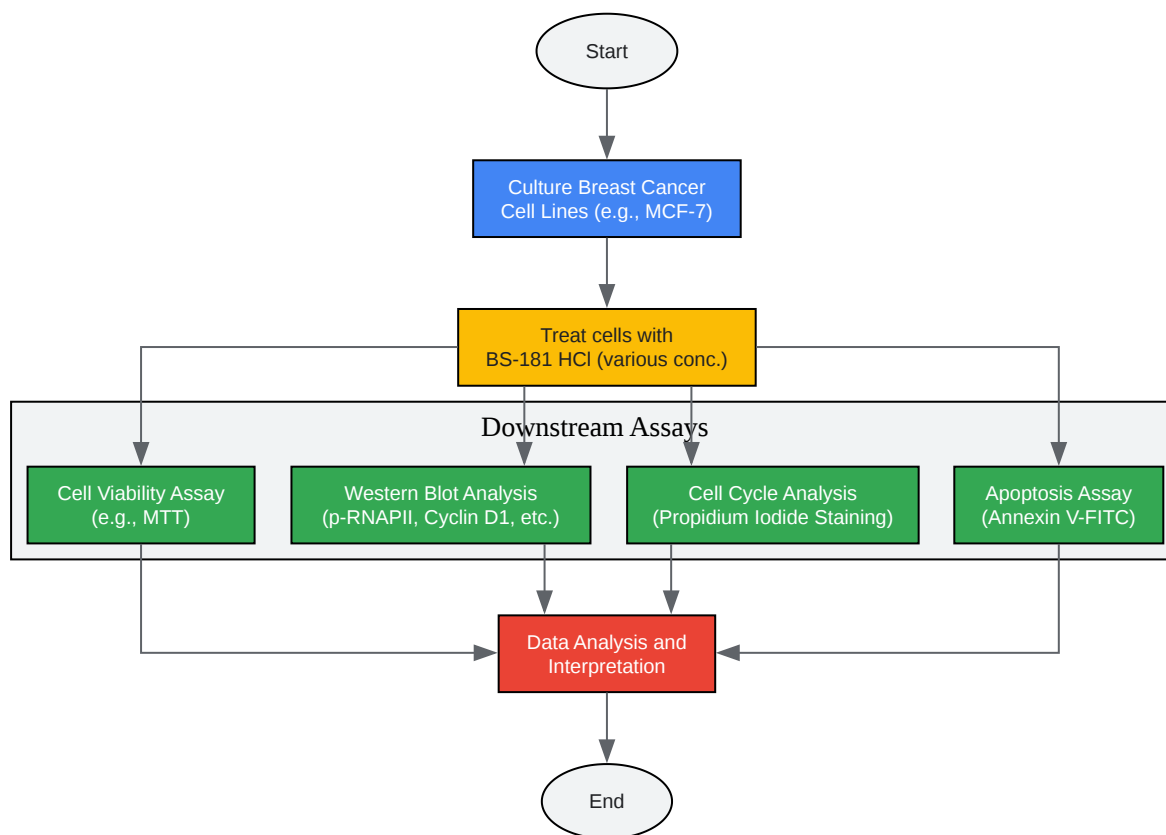 Start
Culture Breast Cancer
Cell Lines (e.g., MCF-7)
Treat cells with
BS-181 HCl (various conc.)
Downstream Assays
Cell Viability Assay
(e.g., MTT)
Western Blot Analysis
(p-RNAPII, Cyclin D1, etc.)
Cell Cycle Analysis
(Propidium Iodide Staining)
Apoptosis Assay
(Annexin V-FITC)
Data Analysis and
Interpretation
End